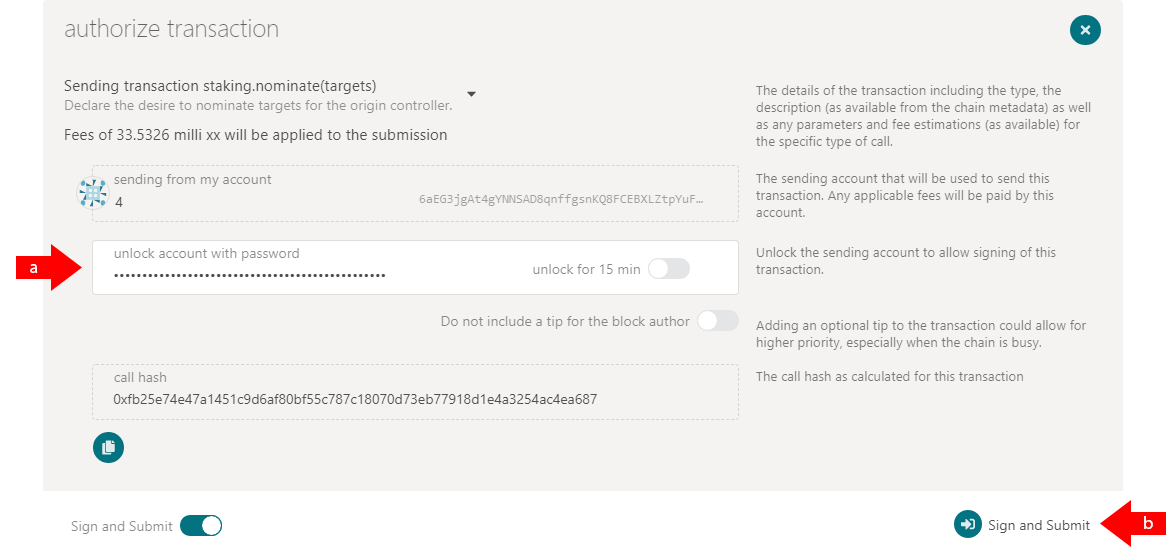 authorize transaction
Sending transaction staking.nominate(targets)
Declare the desire to nominate targets for the origin controller.
Fees of 33.5326 milli xx will be applied to the submission
The details of the transaction including the type, the
description (as available from the chain metadata) as well
as any parameters and fee estimations (as available) for
the specific type of call.
sending from my account
4
6aEG3jgAt4gYNNSAD8qnffgsnKQ8FCEBXLZtpYuF…
The sending account that will be used to send this
transaction. Any applicable fees will be paid by this
account.
a
unlock account with password
••••••••••••••••••••••••••••••••••••••••••••••••
unlock for 15 min
Unlock the sending account to allow signing of this
transaction.
Do not include a tip for the block author
Adding an optional tip to the transaction could allow for
higher priority, especially when the chain is busy.
call hash
0xfb25e74e47a1451c9d6af80bf55c787c18070d73eb77918d1e4a3254ac4ea687
The call hash as calculated for this transaction
Sign and Submit
Sign and Submit
b